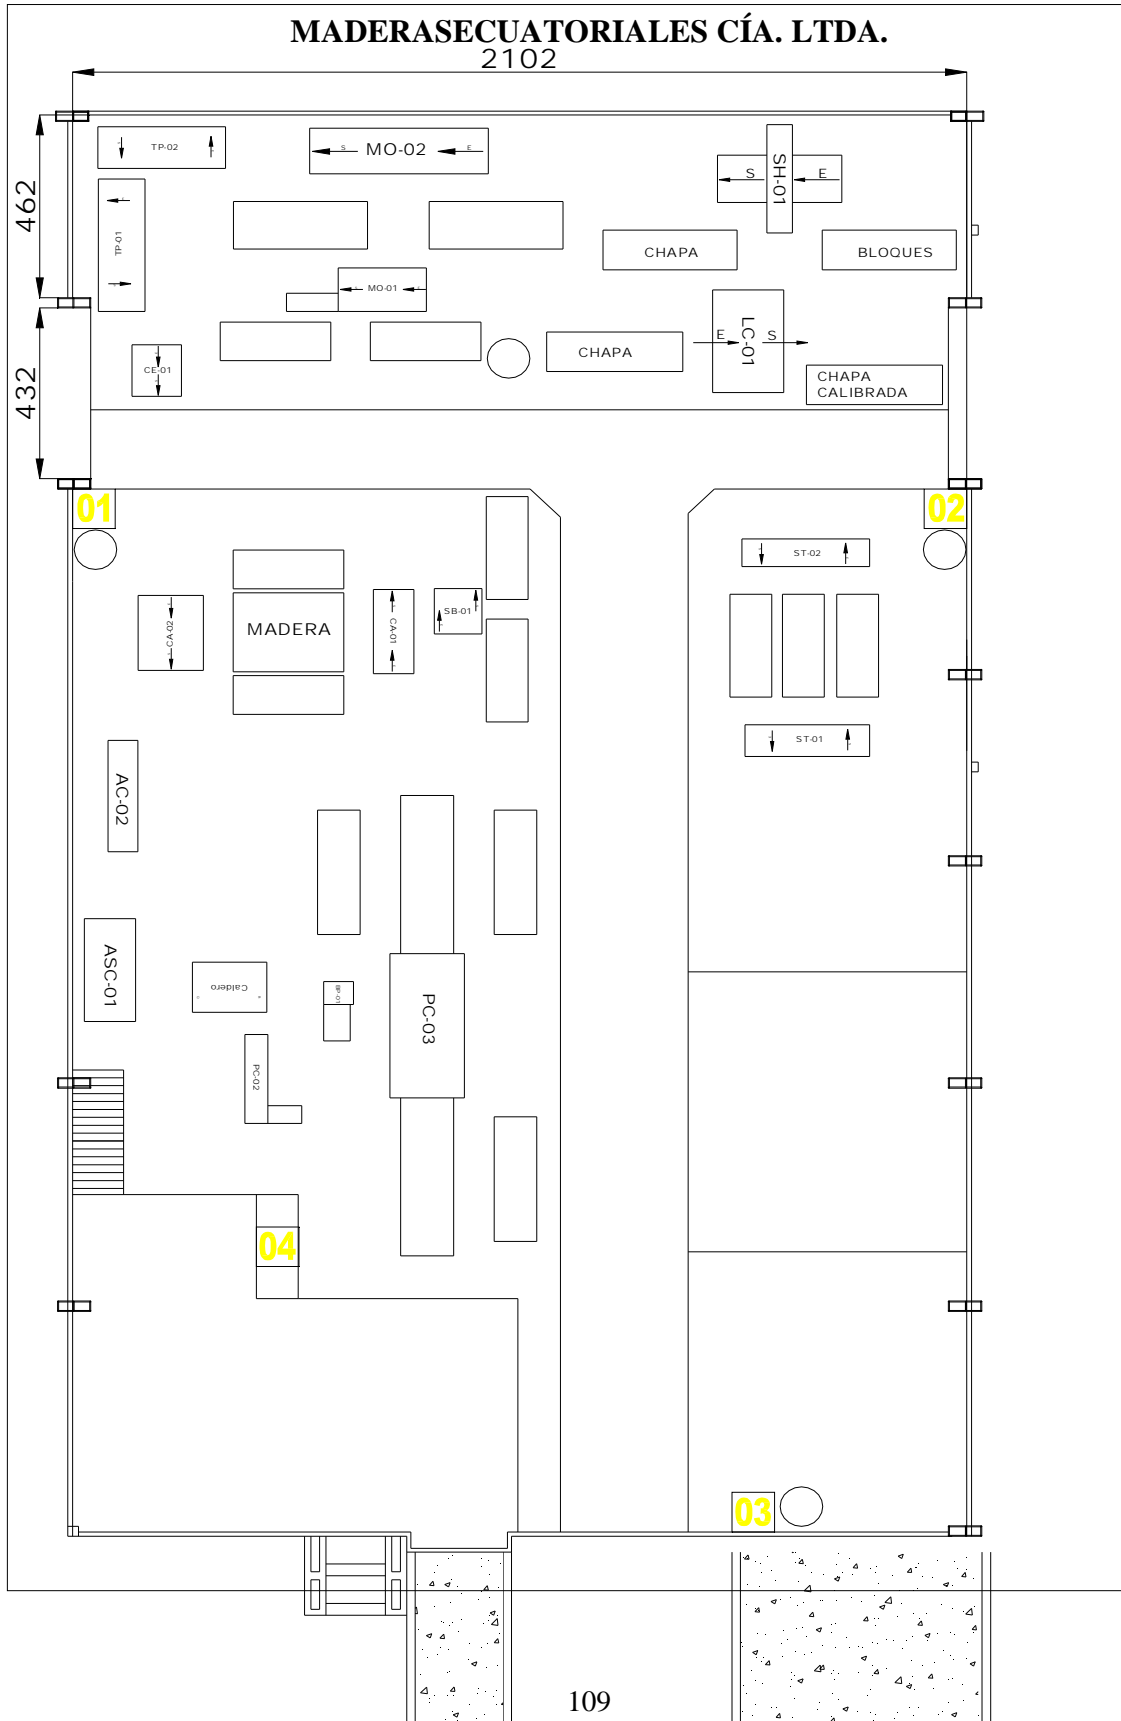 MADERASECUATORIALES CÍA. LTDA.
2102
462
432
TP-02
S MO-02 E
SH-01
S E
TP-01
CHAPA
BLOQUES
MO-01
CHAPA
E LC-01 S
CE-01
CHAPA
CALIBRADA
01
02
ST-02
CA-02
MADERA
CA-01
SB-01
ST-01
AC-02
ASC-01
Caldero
BP-01
PC-03
PC-02
04
03
109